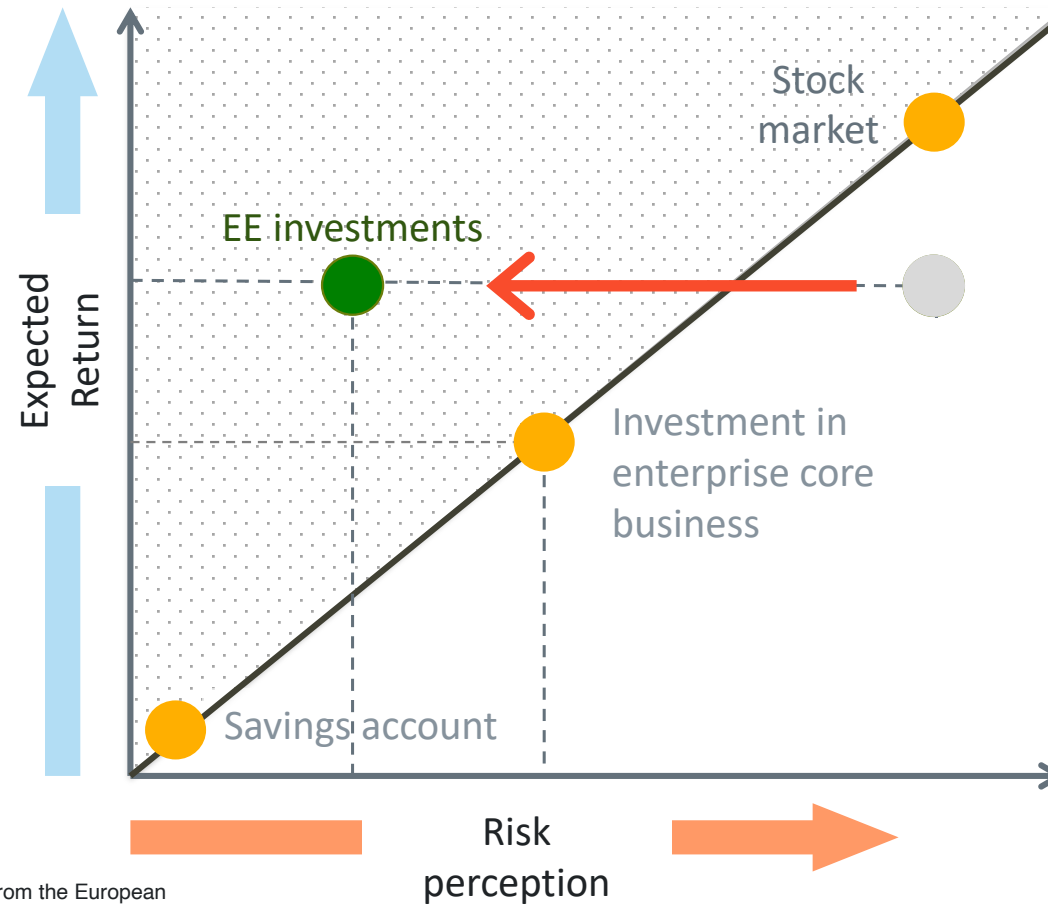 Stock
market
EE investments
Expected
Return
Investment in
enterprise core
business
Savings account
Risk
perception
rom the European